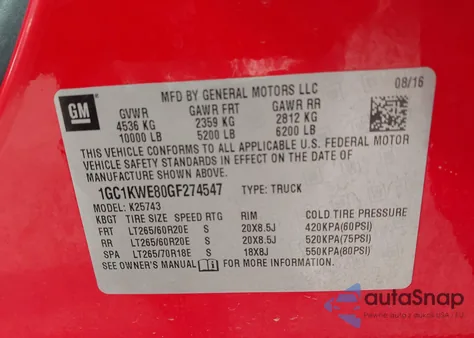 GM
MFD BY GENERAL MOTORS LLC 08/16
GVWR GAWR FRT GAWR RR
4536 KG 2359 KG 2812 KG
10000 LB 5200 LB 6200 LB
THIS VEHICLE CONFORMS TO ALL APPLICABLE U.S. FEDERAL MOTOR
VEHICLE SAFETY STANDARDS IN EFFECT ON THE DATE OF
MANUFACTURE SHOWN ABOVE.
1GC1KWE80GF274547 TYPE: TRUCK
MODEL: K25743
KBGT TIRE SIZE SPEED RTG RIM COLD TIRE PRESSURE
FRT LT265/60R20E S 20X8.5J 420KPA(60PSI)
RR LT265/60R20E S 20X8.5J 520KPA(75PSI)
SPA LT265/70R18E S 18X8J 550KPA(80PSI)
SEE OWNER'S MANUAL FOR MORE INFORMATION.
autaSnap